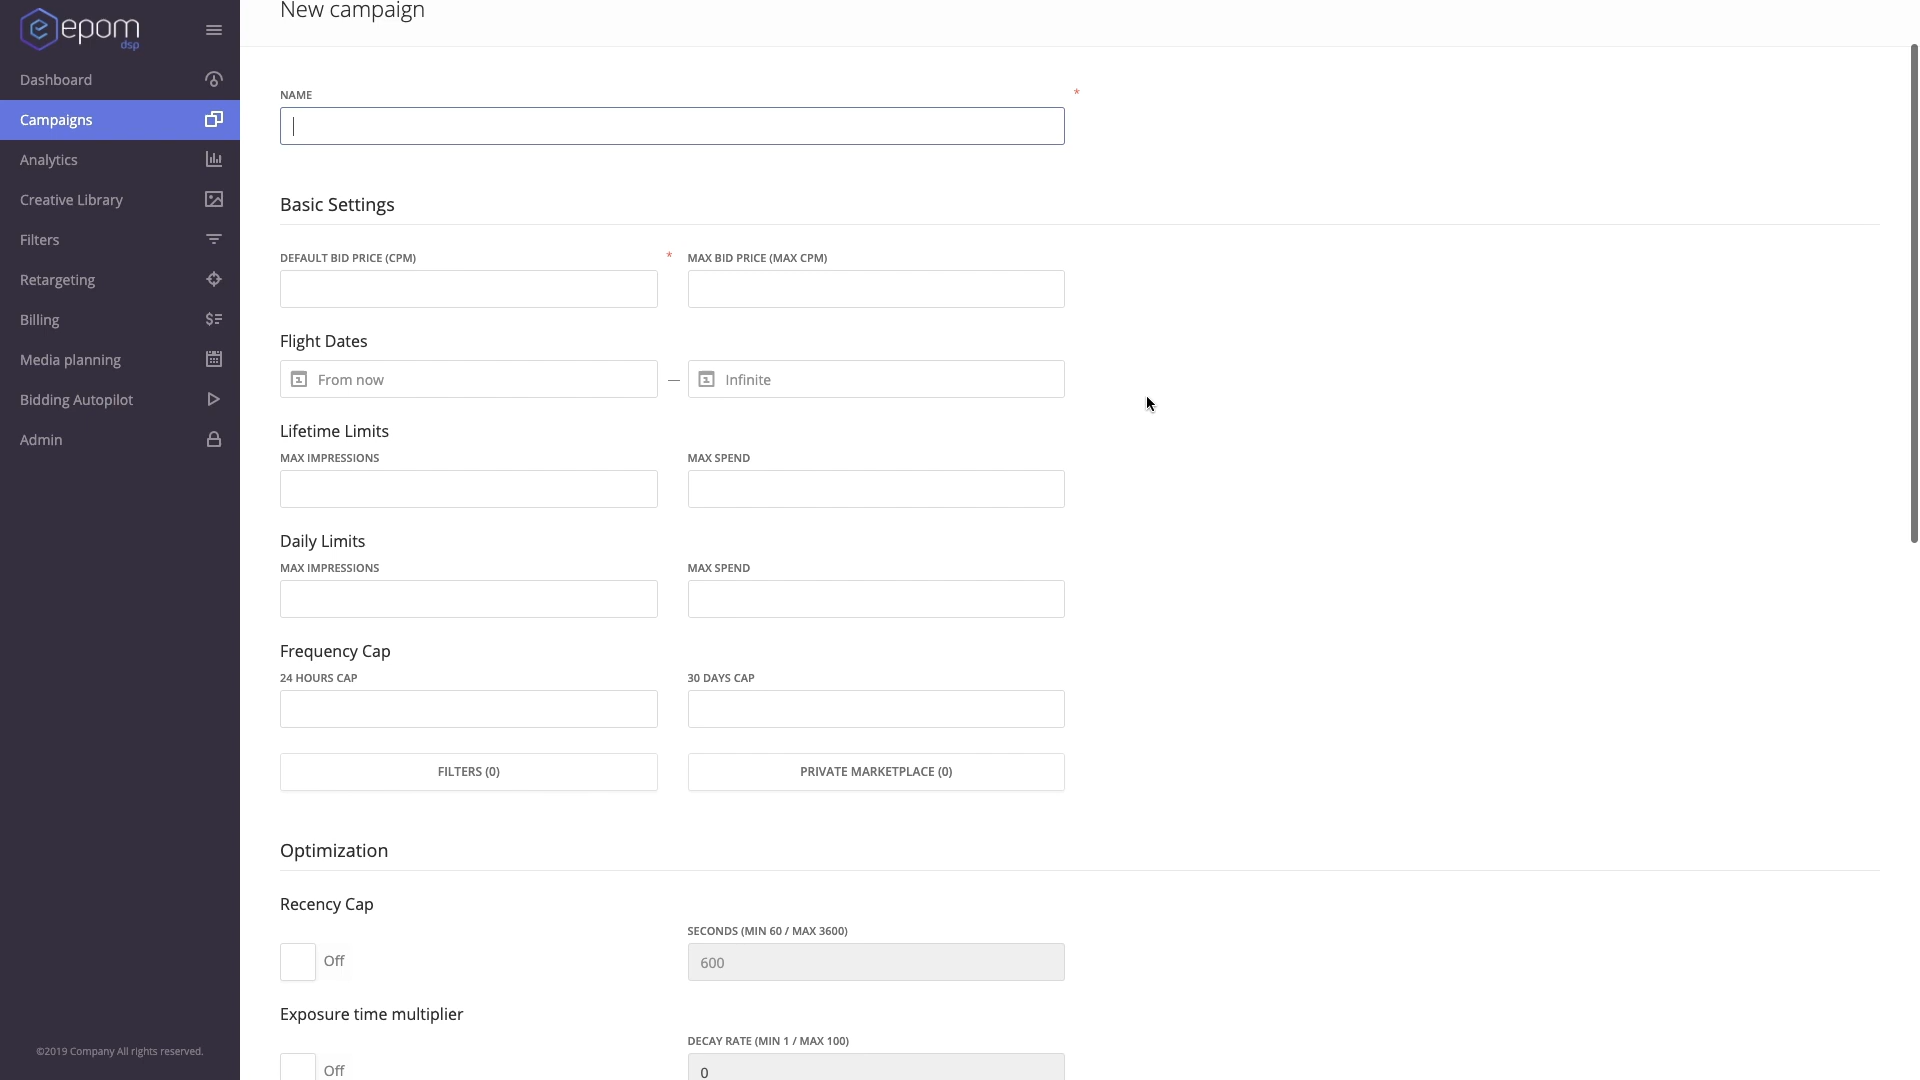 New campaign
epom
dsp
Dashboard
Campaigns
Analytics
Creative Library
Filters
Retargeting
Billing
Media planning
Bidding Autopilot
Admin
©2019 Company All rights reserved.
NAME *
Basic Settings
DEFAULT BID PRICE (CPM) * MAX BID PRICE (MAX CPM)
Flight Dates
From now — Infinite
Lifetime Limits
MAX IMPRESSIONS MAX SPEND
Daily Limits
MAX IMPRESSIONS MAX SPEND
Frequency Cap
24 HOURS CAP 30 DAYS CAP
FILTERS (0) PRIVATE MARKETPLACE (0)
Optimization
Recency Cap
SECONDS (MIN 60 / MAX 3600)
Off 600
Exposure time multiplier
DECAY RATE (MIN 1 / MAX 100)
Off 0